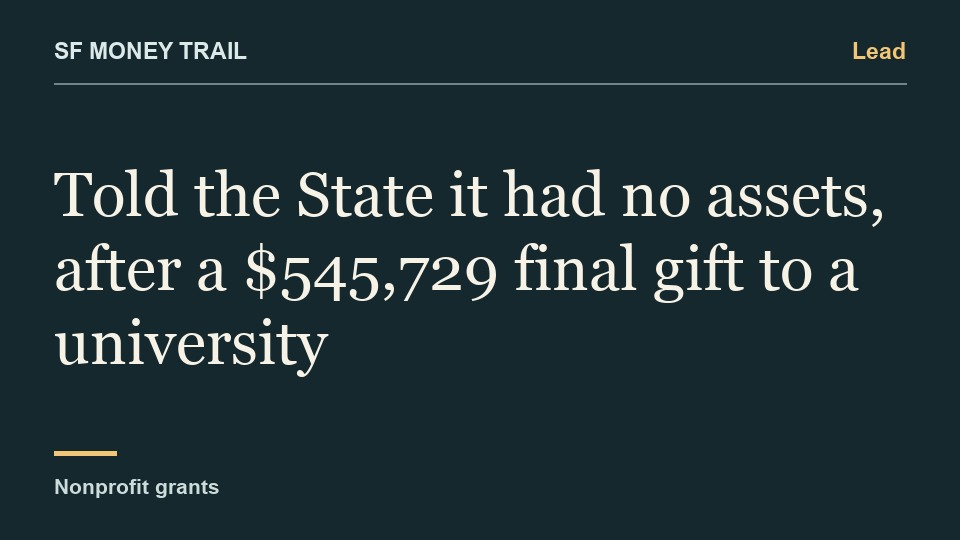 SF MONEY TRAIL
Lead
Told the State it had no assets,
after a $545,729 final gift to a
university
Nonprofit grants